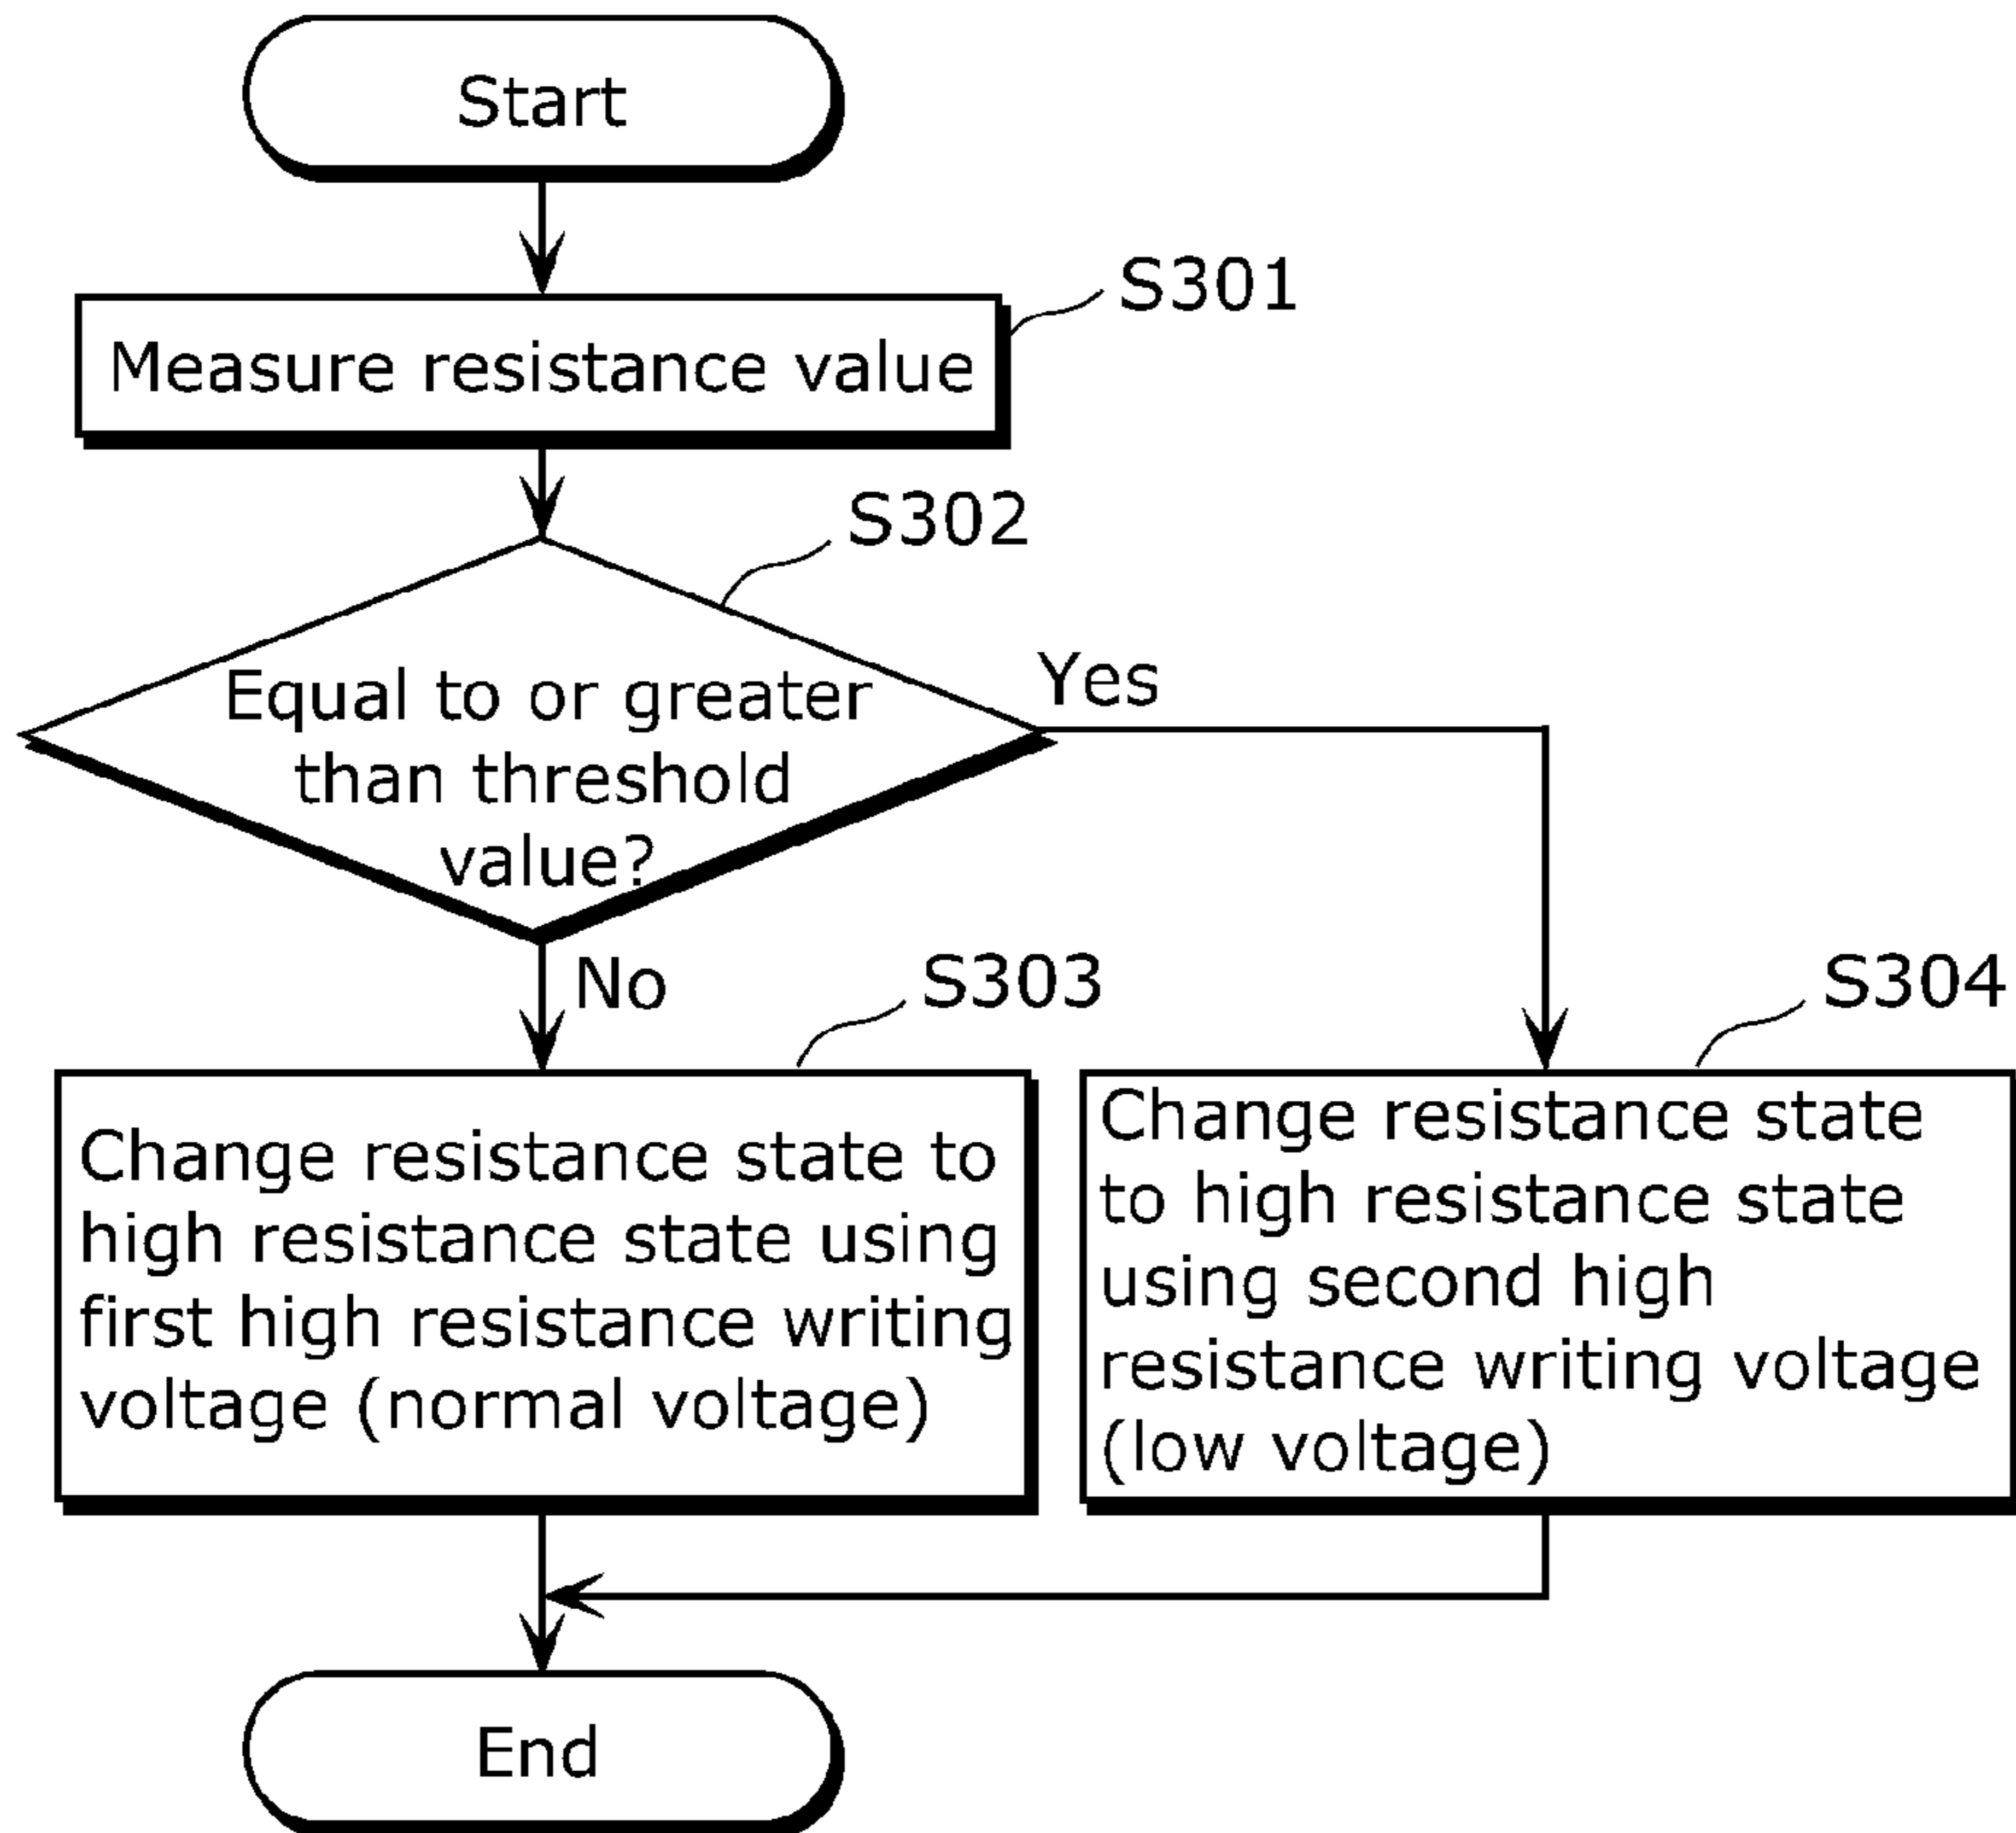 Start
S301
Measure resistance value
S302
Equal to or greater
than threshold
value?
Yes
No
S303
Change resistance state to
high resistance state using
first high resistance writing
voltage (normal voltage)
S304
Change resistance state
to high resistance state
using second high
resistance writing voltage
(low voltage)
End